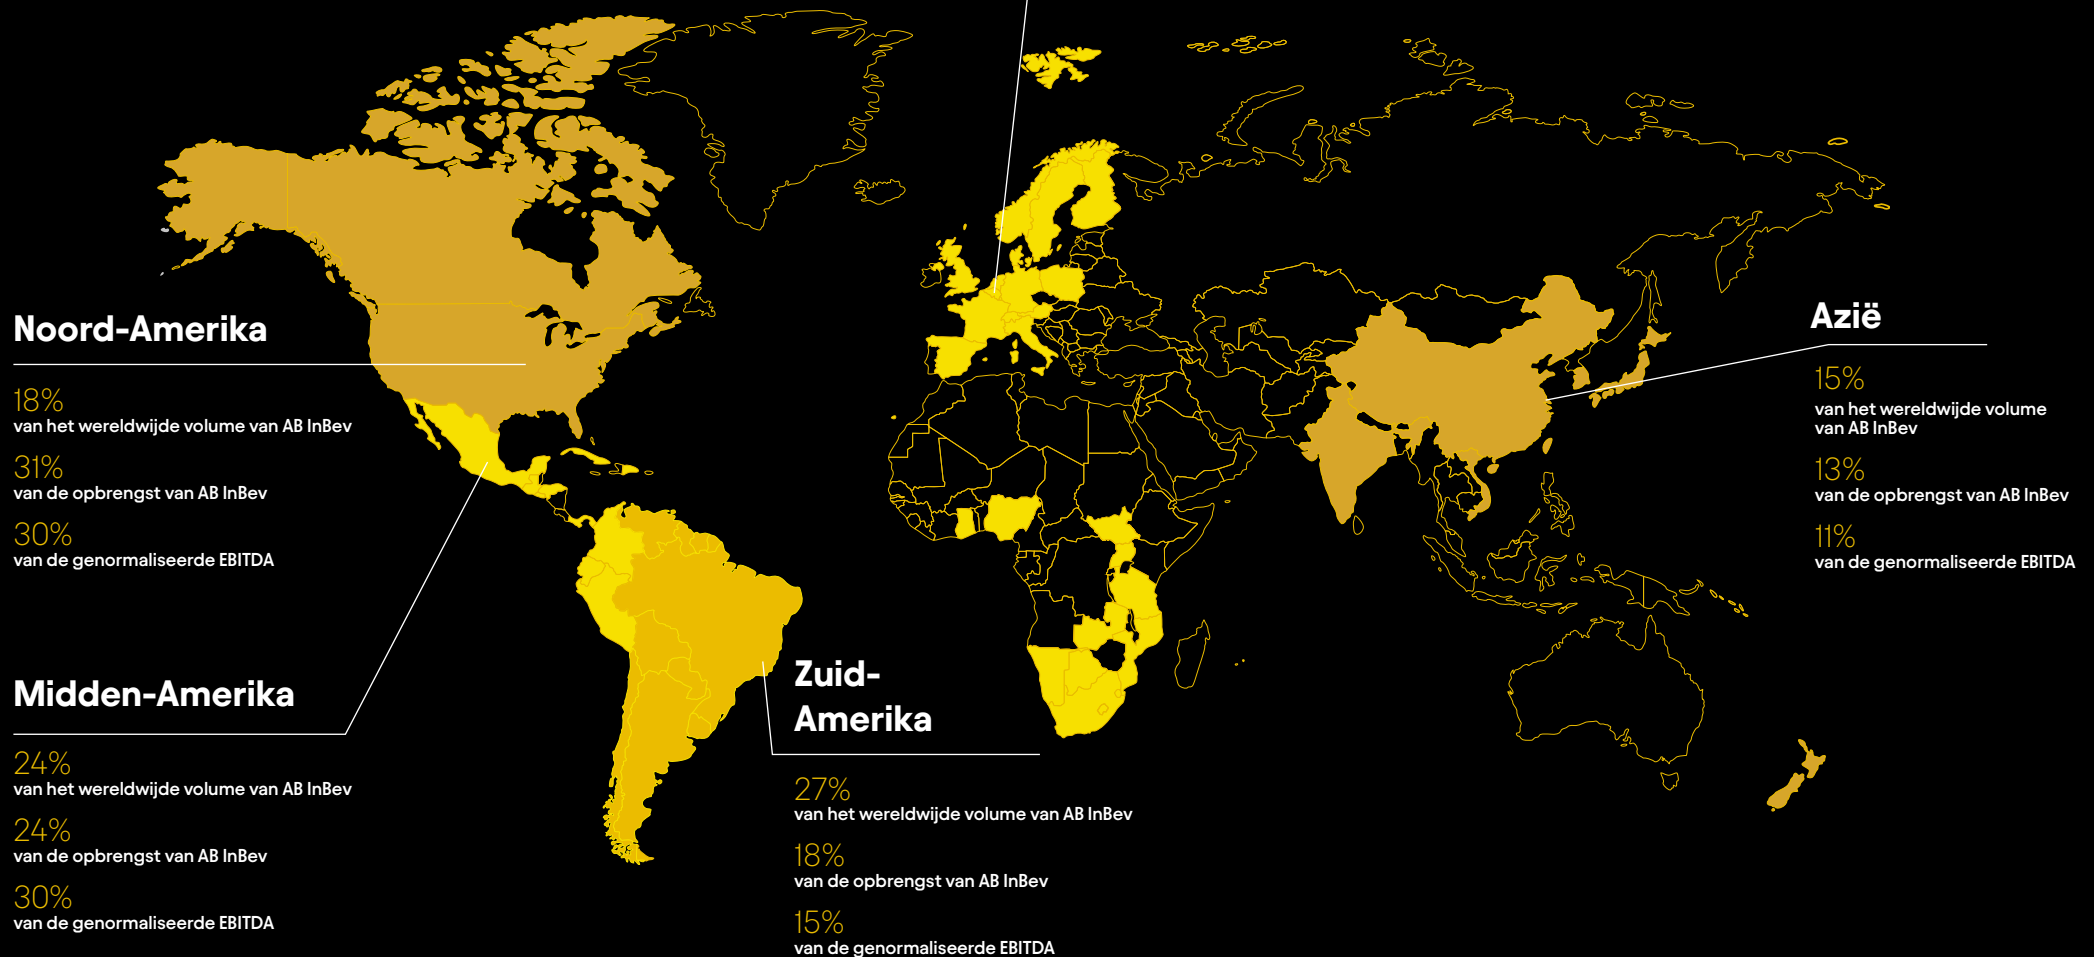 Noord-Amerika
18%
van het wereldwijde volume van AB InBev
31%
van de opbrengst van AB InBev
30%
van de genormaliseerde EBITDA
Midden-Amerika
24%
van het wereldwijde volume van AB InBev
24%
van de opbrengst van AB InBev
30%
van de genormaliseerde EBITDA
Zuid-
Amerika
27%
van het wereldwijde volume van AB InBev
18%
van de opbrengst van AB InBev
15%
van de genormaliseerde EBITDA
Azië
15%
van het wereldwijde volume
van AB InBev
13%
van de opbrengst van AB InBev
11%
van de genormaliseerde EBITDA